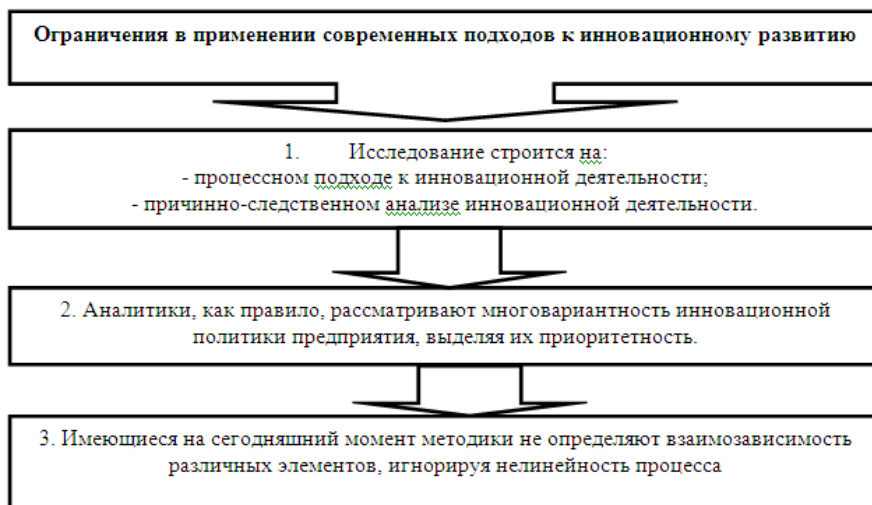 Ограничения в применении современных подходов к инновационному развитию
1. Исследование строится на:
- процессном подходе к инновационной деятельности;
- причинно-следственном анализе инновационной деятельности.
2. Аналитики, как правило, рассматривают многовариантность инновационной
политики предприятия, выделяя их приоритетность.
3. Имеющиеся на сегодняшний момент методики не определяют взаимозависимость
различных элементов, игнорируя нелинейность процесса